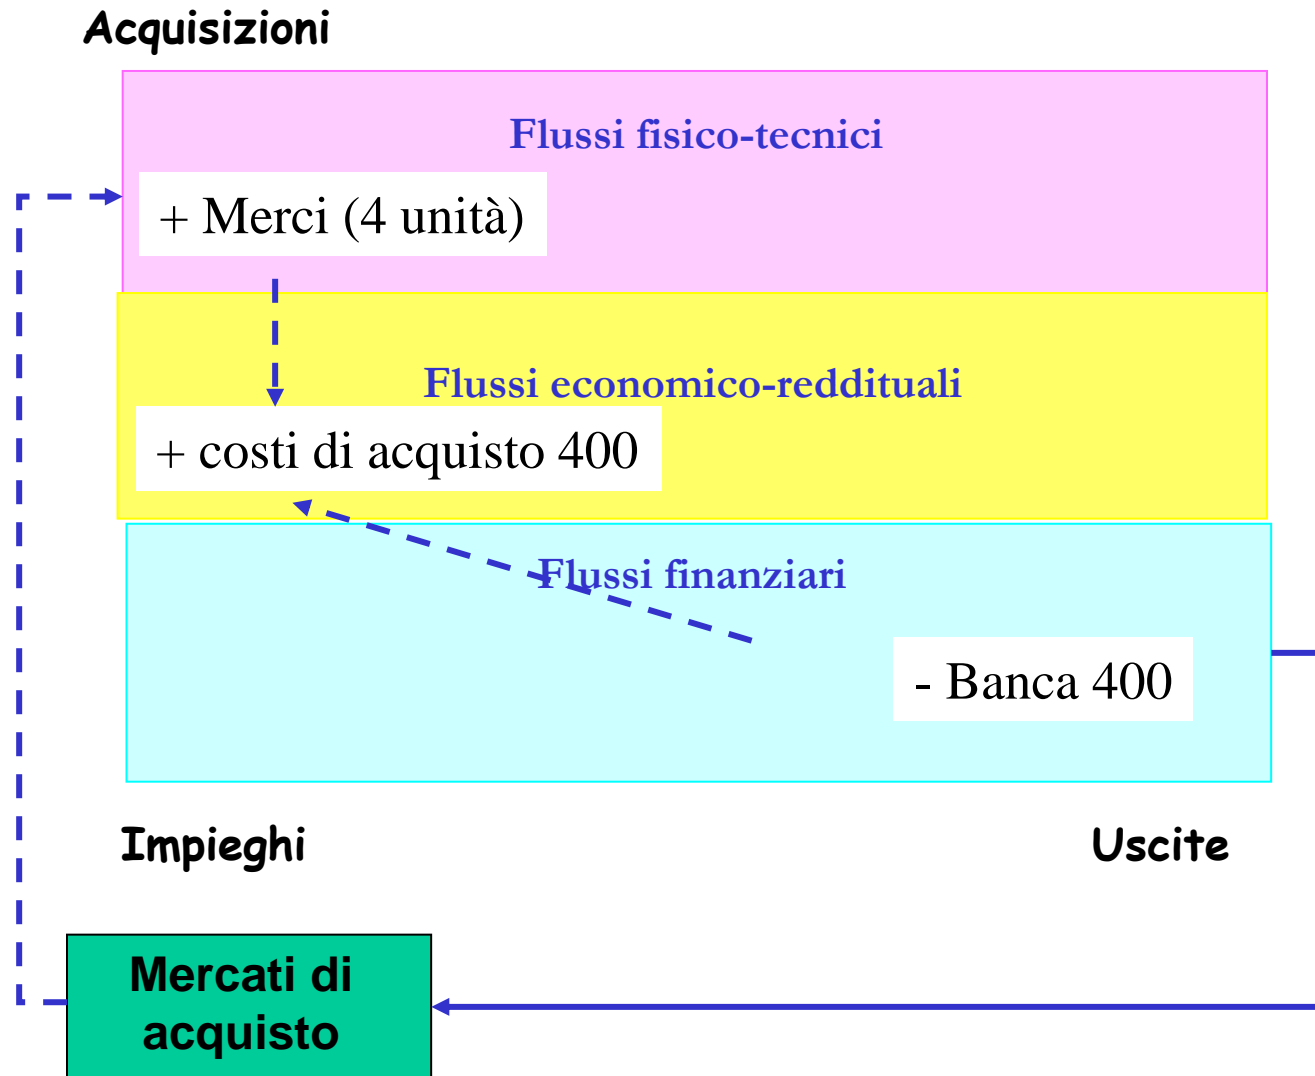 Acquisizioni
Flussi fisico-tecnici
+ Merci (4 unità)
Flussi economico-reddituali
+ costi di acquisto 400
Flussi finanziari
- Banca 400
Impieghi
Uscite
Mercati di
acquisto